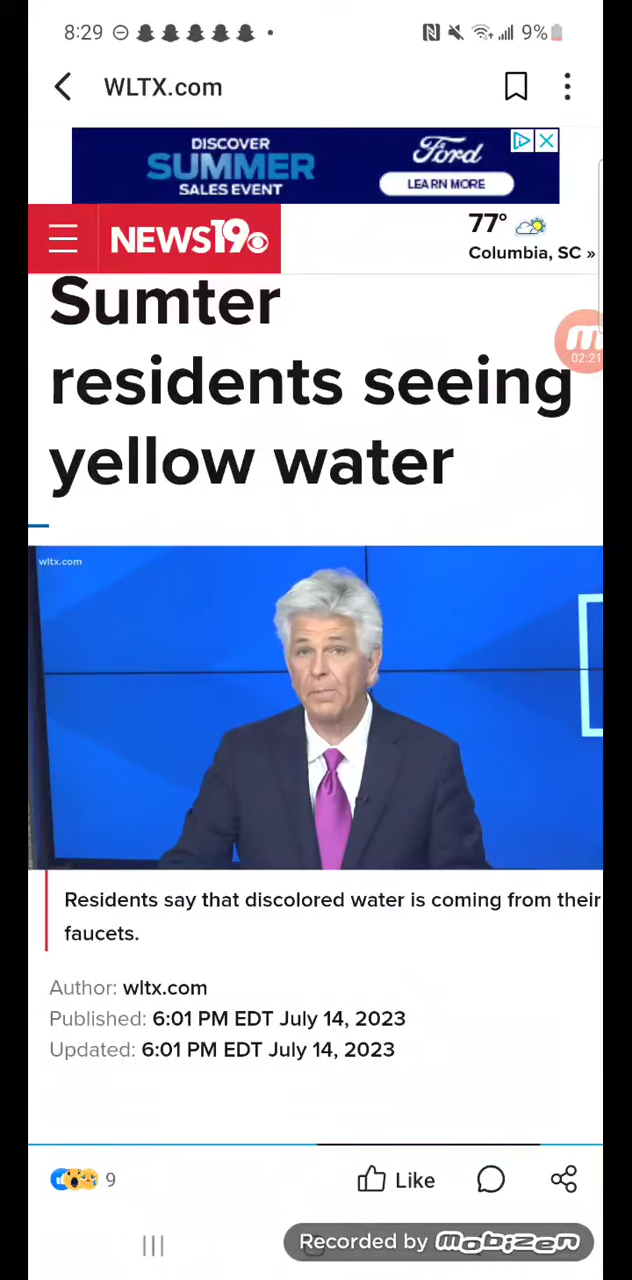 8:29
9%
WLTX.com
DISCOVER
SUMMER
SALES EVENT
Ford
LEARN MORE
NEWS19
77°
Columbia, SC »
Sumter
residents seeing
yellow water
02:21
wltx.com
Residents say that discolored water is coming from their
faucets.
Author: wltx.com
Published: 6:01 PM EDT July 14, 2023
Updated: 6:01 PM EDT July 14, 2023
9
Like
Recorded by mobizen